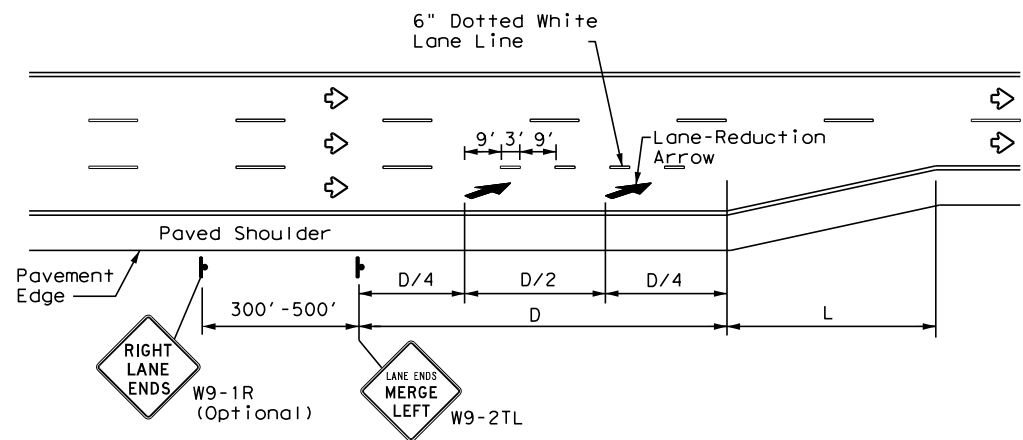 6" Dotted White
Lane Line
9' 3' 9'
Lane-Reduction
Arrow
Paved Shoulder
Pavement
Edge
D/4 D/2 D/4
300'-500' D L
RIGHT
LANE
ENDS
W9-1R
(Optional)
LANE ENDS
MERGE
LEFT
W9-2TL